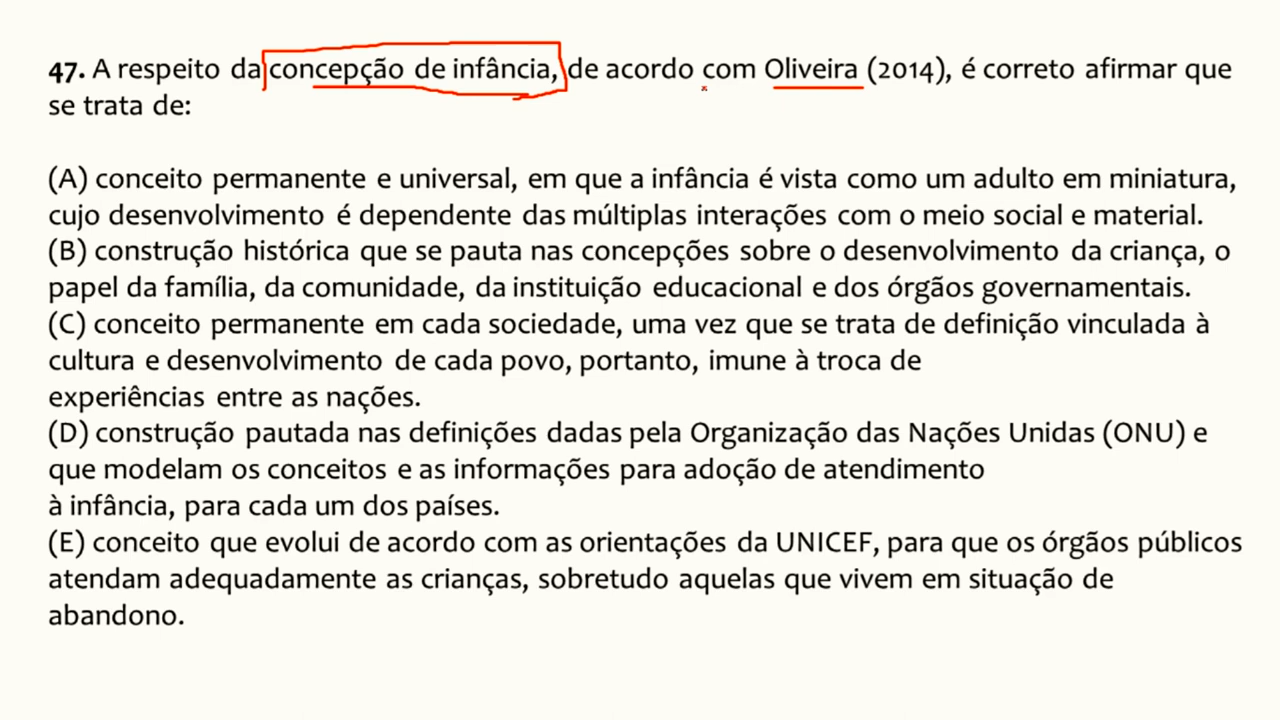 47. A respeito da concepção de infância, de acordo com Oliveira (2014), é correto afirmar que
se trata de:
(A) conceito permanente e universal, em que a infância é vista como um adulto em miniatura,
cujo desenvolvimento é dependente das múltiplas interações com o meio social e material.
(B) construção histórica que se pauta nas concepções sobre o desenvolvimento da criança, o
papel da família, da comunidade, da instituição educacional e dos órgãos governamentais.
(C) conceito permanente em cada sociedade, uma vez que se trata de definição vinculada à
cultura e desenvolvimento de cada povo, portanto, imune à troca de
experiências entre as nações.
(D) construção pautada nas definições dadas pela Organização das Nações Unidas (ONU) e
que modelam os conceitos e as informações para adoção de atendimento
à infância, para cada um dos países.
(E) conceito que evolui de acordo com as orientações da UNICEF, para que os órgãos públicos
atendam adequadamente as crianças, sobretudo aquelas que vivem em situação de
abandono.